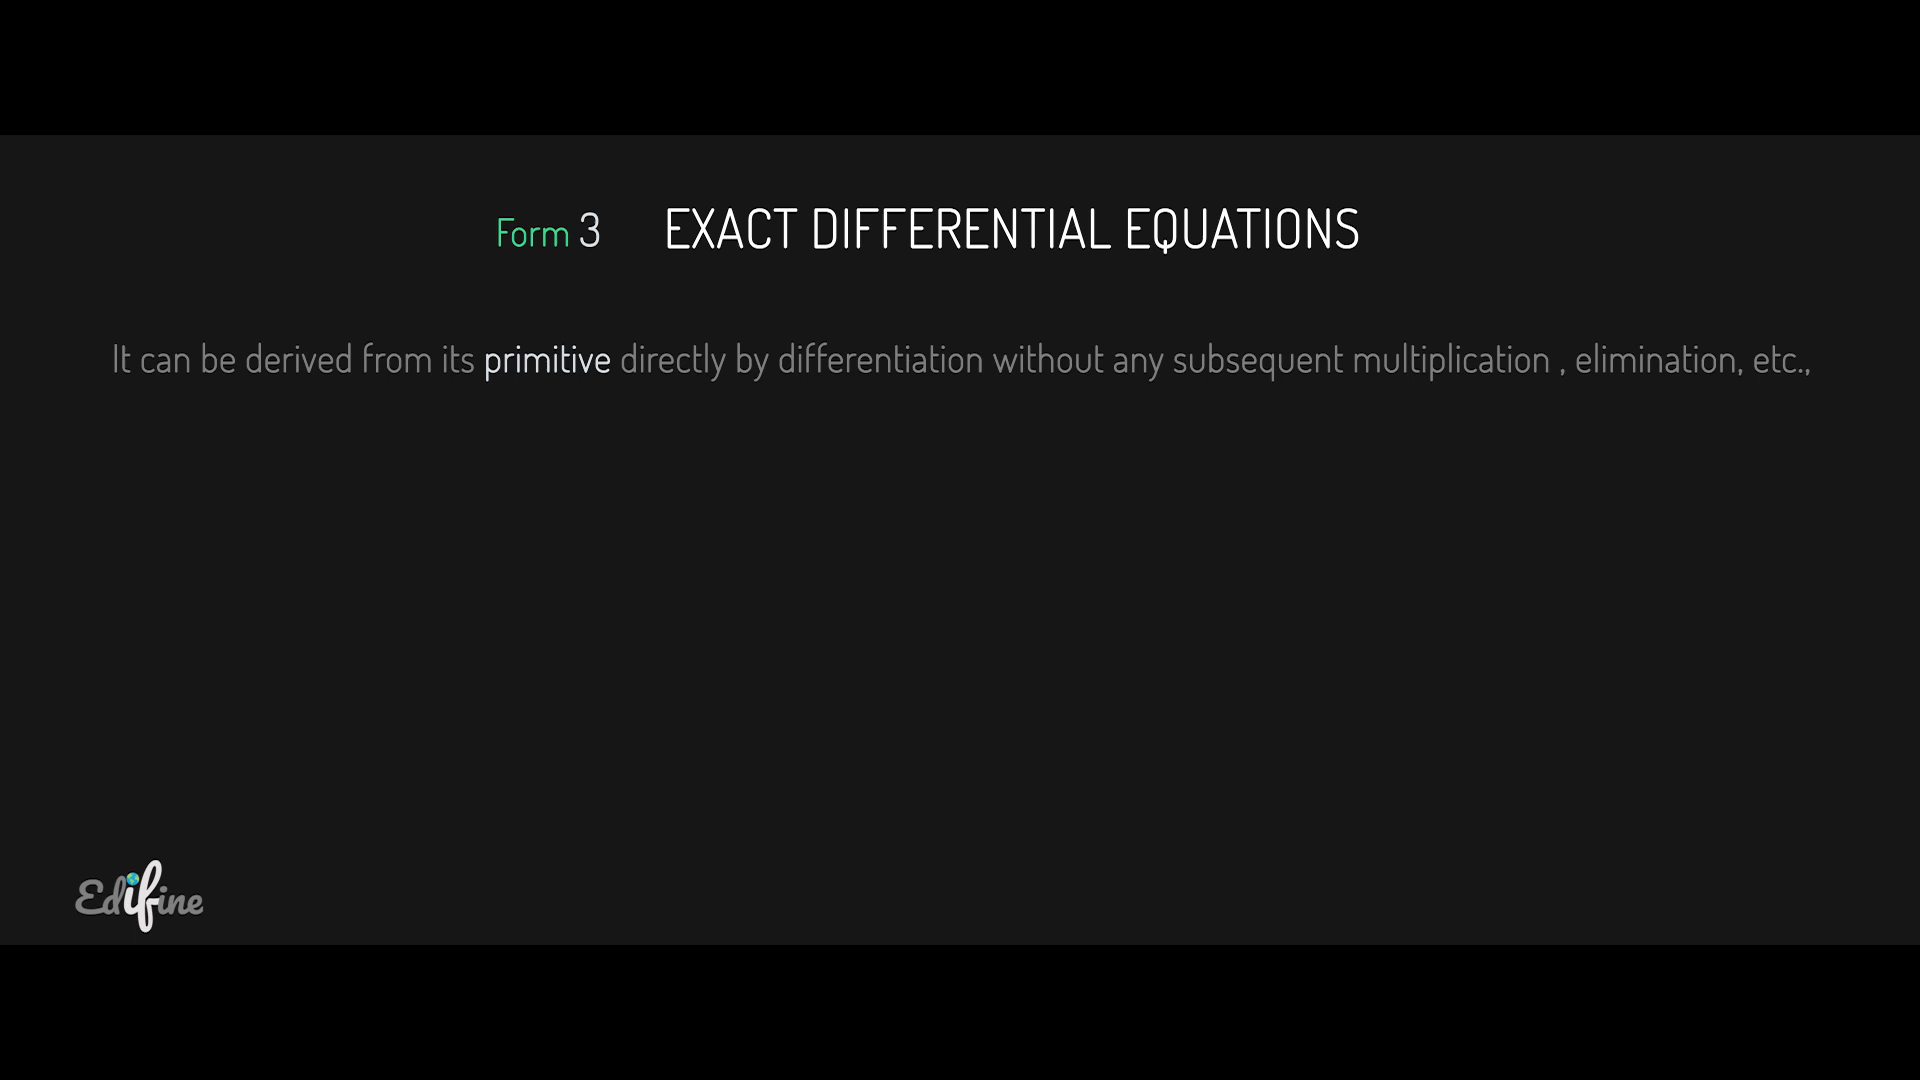 Form 3 EXACT DIFFERENTIAL EQUATIONS
It can be derived from its primitive directly by differentiation without any subsequent multiplication , elimination, etc.,
Edifine